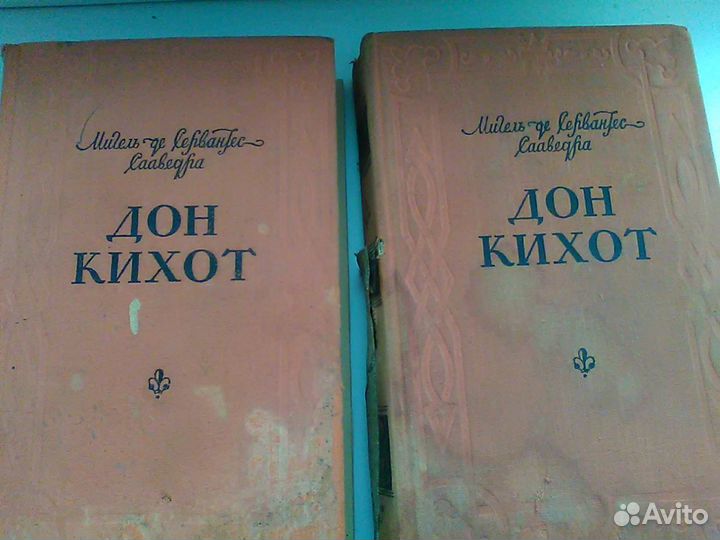 Мигель де Сервантес
Сааведра
ДОН
КИХОТ
Мигель де Сервантес
Сааведра
ДОН
КИХОТ
Avito